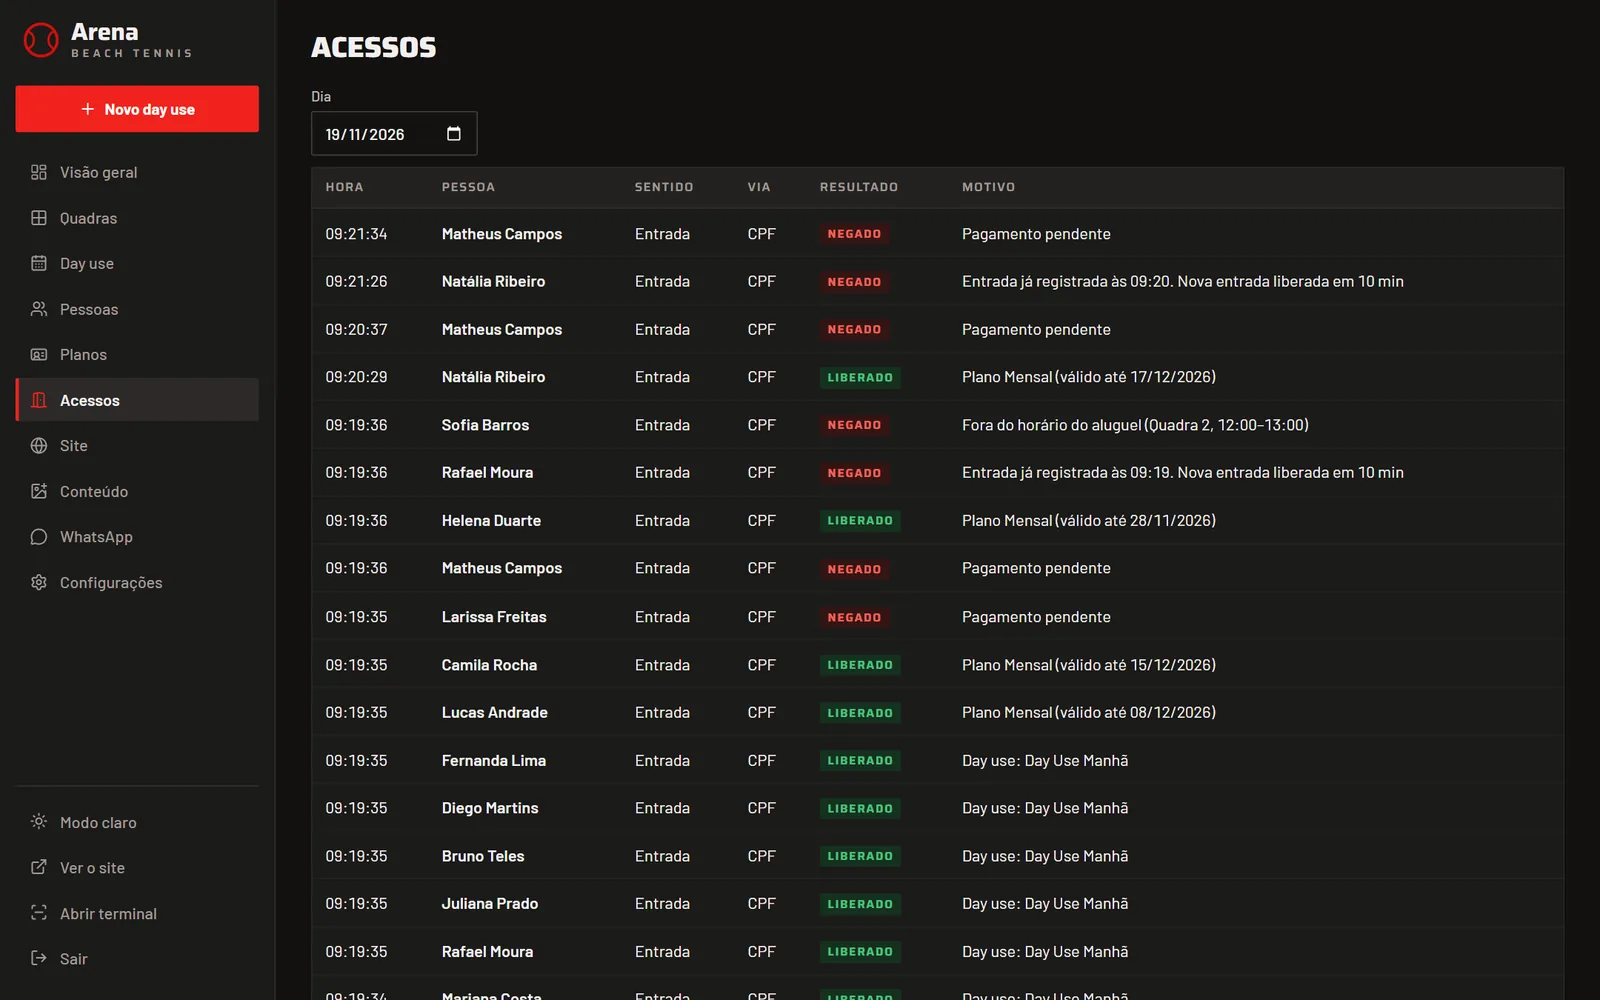 Arena
BEACH TENNIS
Novo day use
Visão geral
Quadras
Day use
Pessoas
Planos
Acessos
Site
Conteúdo
WhatsApp
Configurações
Modo claro
Ver o site
Abrir terminal
Sair
ACESSOS
Dia
19/11/2026
HORA PESSOA SENTIDO VIA RESULTADO MOTIVO
09:21:34 Matheus Campos Entrada CPF NEGADO Pagamento pendente
09:21:26 Natália Ribeiro Entrada CPF NEGADO Entrada já registrada às 09:20. Nova entrada liberada em 10 min
09:20:37 Matheus Campos Entrada CPF NEGADO Pagamento pendente
09:20:29 Natália Ribeiro Entrada CPF LIBERADO Plano Mensal (válido até 17/12/2026)
09:19:36 Sofia Barros Entrada CPF NEGADO Fora do horário do aluguel (Quadra 2, 12:00–13:00)
09:19:36 Rafael Moura Entrada CPF NEGADO Entrada já registrada às 09:19. Nova entrada liberada em 10 min
09:19:36 Helena Duarte Entrada CPF LIBERADO Plano Mensal (válido até 28/11/2026)
09:19:36 Matheus Campos Entrada CPF NEGADO Pagamento pendente
09:19:35 Larissa Freitas Entrada CPF NEGADO Pagamento pendente
09:19:35 Camila Rocha Entrada CPF LIBERADO Plano Mensal (válido até 15/12/2026)
09:19:35 Lucas Andrade Entrada CPF LIBERADO Plano Mensal (válido até 08/12/2026)
09:19:35 Fernanda Lima Entrada CPF LIBERADO Day use: Day Use Manhã
09:19:35 Diego Martins Entrada CPF LIBERADO Day use: Day Use Manhã
09:19:35 Bruno Teles Entrada CPF LIBERADO Day use: Day Use Manhã
09:19:35 Juliana Prado Entrada CPF LIBERADO Day use: Day Use Manhã
09:19:35 Rafael Moura Entrada CPF LIBERADO Day use: Day Use Manhã
09:19:34 Mariana Costa Entrada CPF LIBERADO Day use: Day Use Manhã